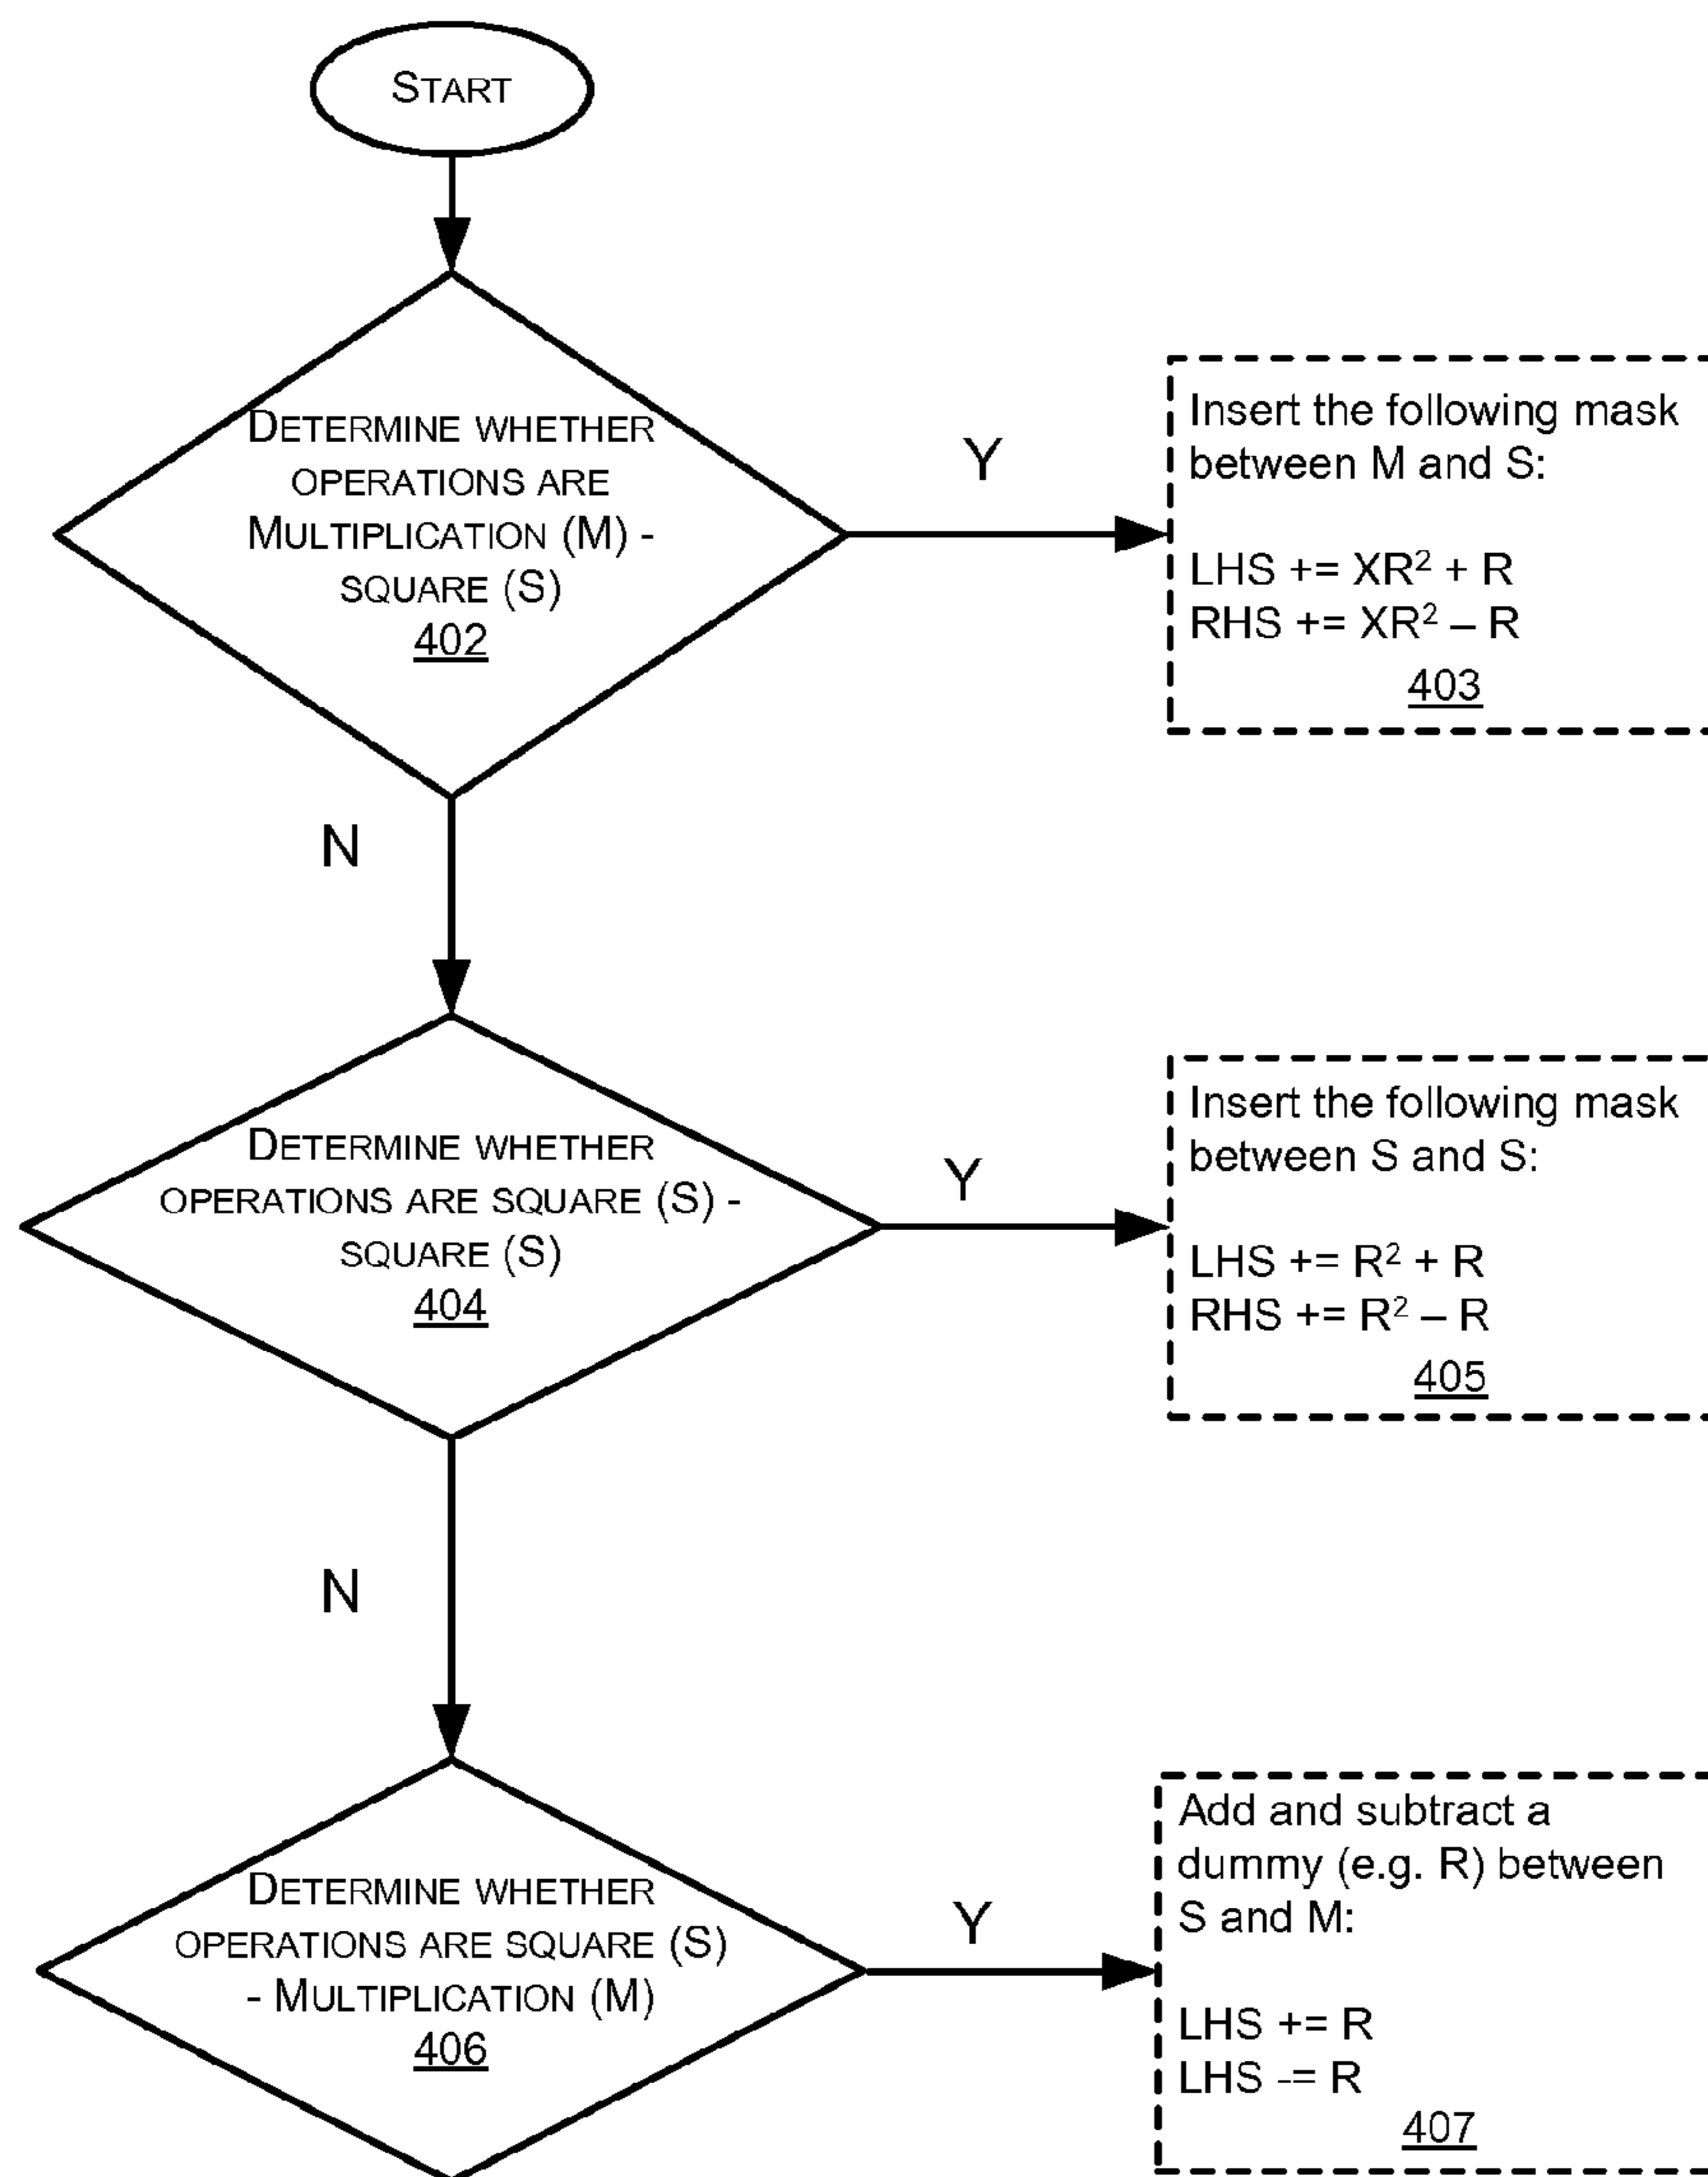 START
DETERMINE WHETHER
OPERATIONS ARE
MULTIPLICATION (M) -
SQUARE (S)
402
Y
Insert the following mask
between M and S:
LHS += XR² + R
RHS += XR² – R
403
N
DETERMINE WHETHER
OPERATIONS ARE SQUARE (S) -
SQUARE (S)
404
Y
Insert the following mask
between S and S:
LHS += R² + R
RHS += R² – R
405
N
DETERMINE WHETHER
OPERATIONS ARE SQUARE (S)
- MULTIPLICATION (M)
406
Y
Add and subtract a
dummy (e.g. R) between
S and M:
LHS += R
LHS -= R
407